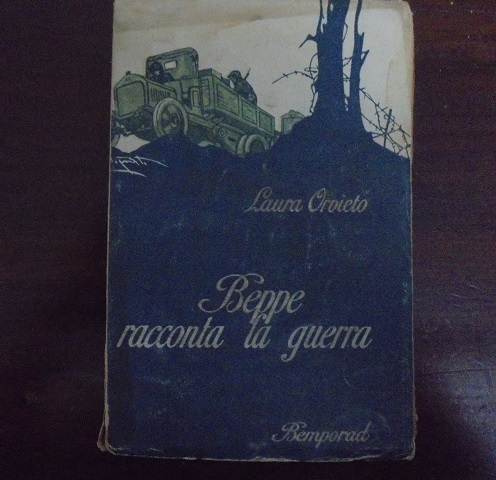 Laura Orvieto
Beppe
racconta la guerra
Bemporad